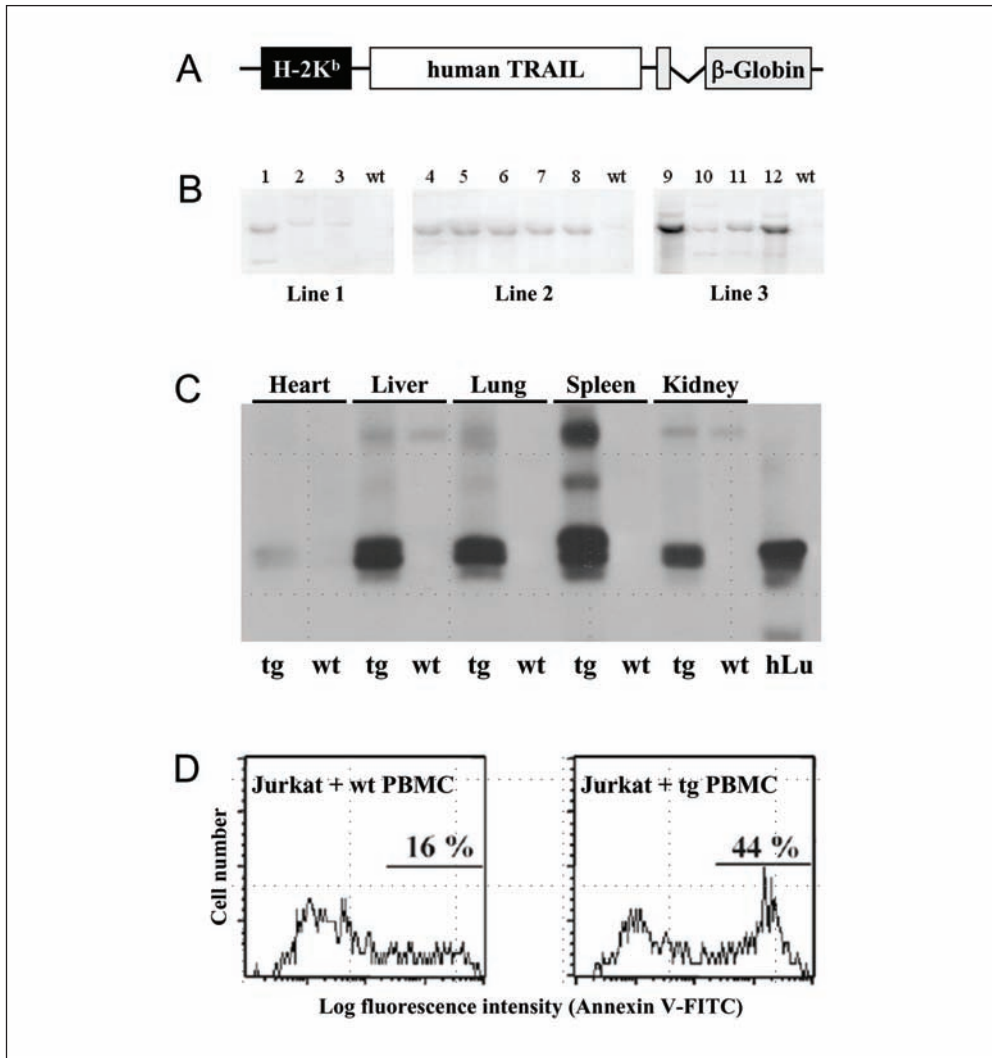 A
H-2Kᵇ
human TRAIL
β-Globin
B
1 2 3 wt
4 5 6 7 8 wt
9 10 11 12 wt
Line 1
Line 2
Line 3
C
Heart Liver Lung Spleen Kidney
tg wt tg wt tg wt tg wt tg wt hLu
D
Jurkat + wt PBMC
16 %
Jurkat + tg PBMC
44 %
Cell number
Log fluorescence intensity (Annexin V-FITC)